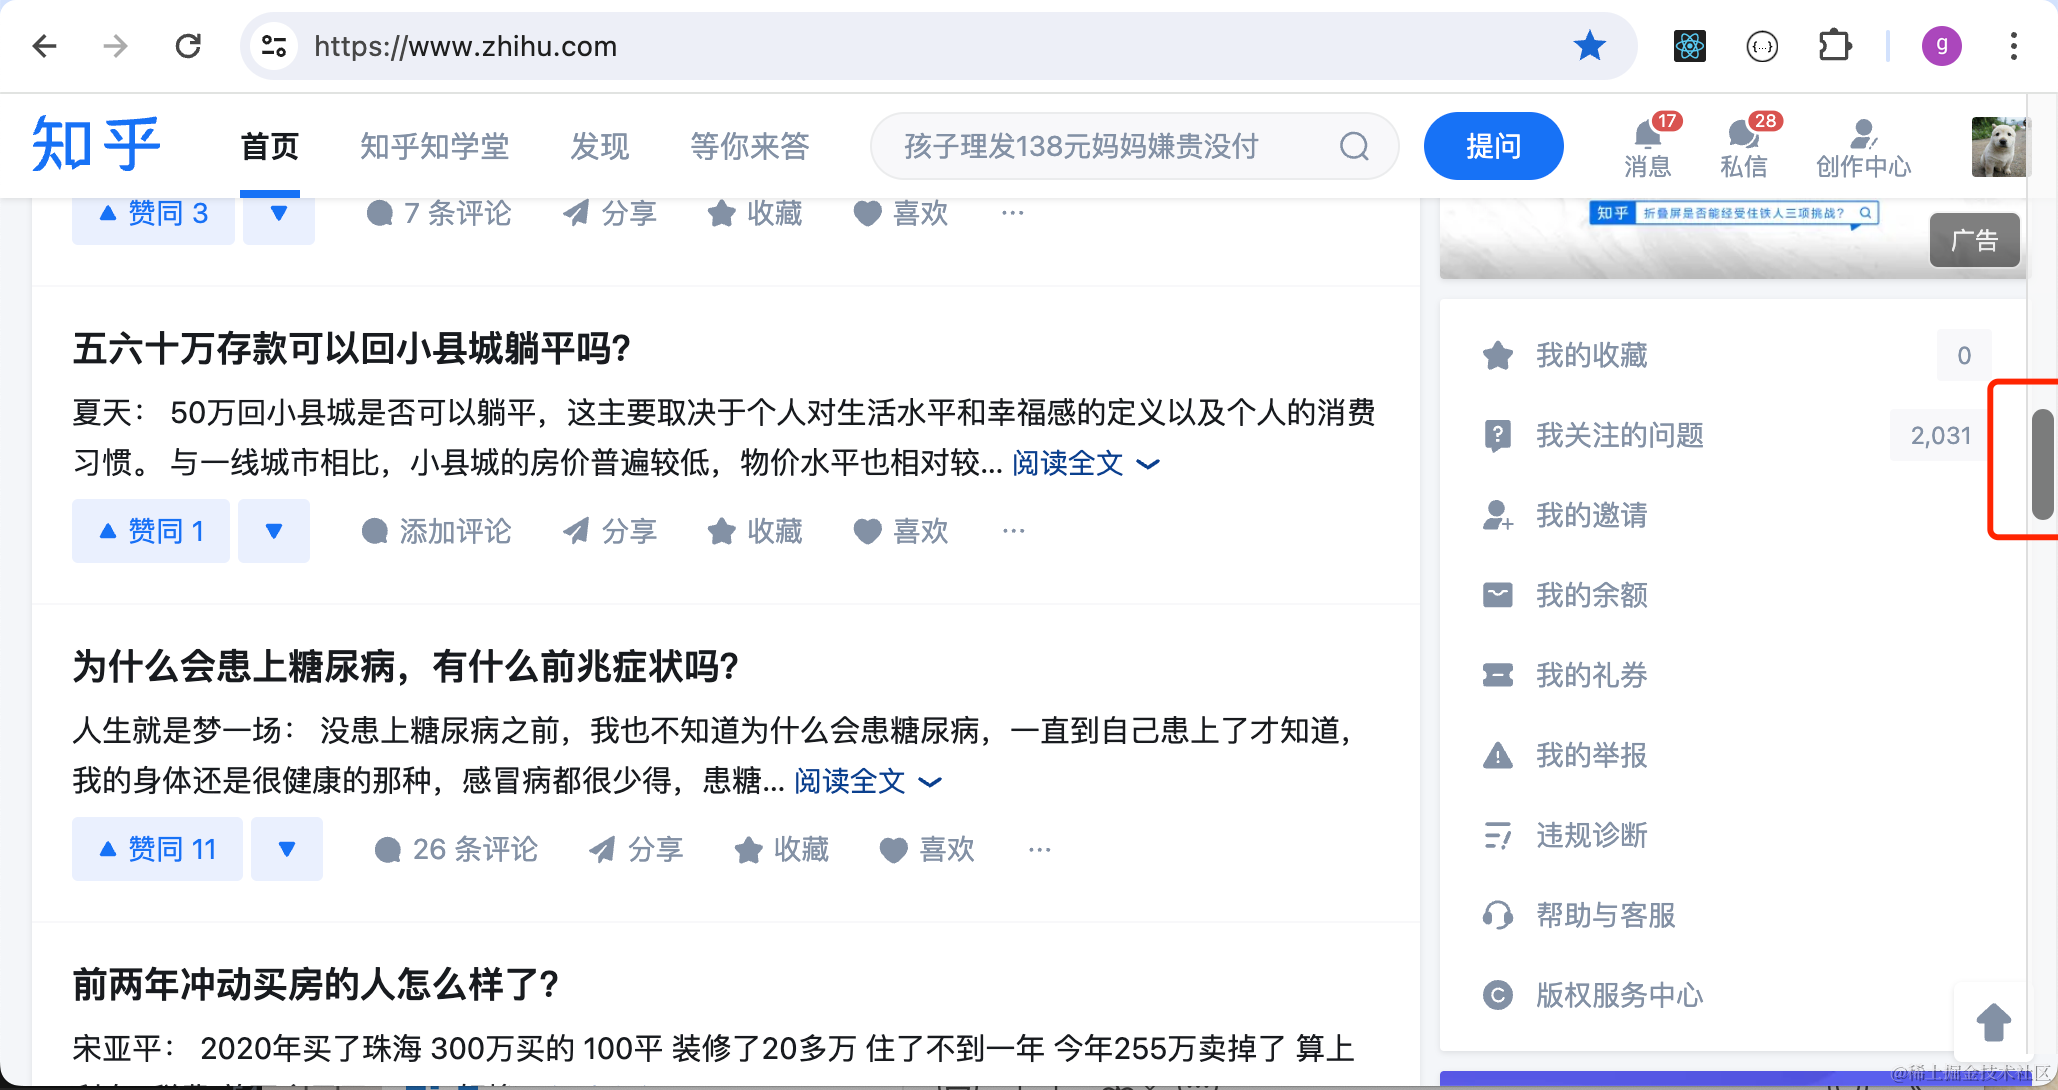 https://www.zhihu.com
g
知乎
首页
知乎知学堂
发现
等你来答
孩子理发138元妈妈嫌贵没付
提问
17
消息
28
私信
创作中心
赞同 3
7 条评论
分享
收藏
喜欢
知乎 折叠屏是否能经受住铁人三项挑战?
广告
五六十万存款可以回小县城躺平吗?
夏天： 50万回小县城是否可以躺平，这主要取决于个人对生活水平和幸福感的定义以及个人的消费
习惯。 与一线城市相比，小县城的房价普遍较低，物价水平也相对较... 阅读全文
赞同 1
添加评论
分享
收藏
喜欢
为什么会患上糖尿病，有什么前兆症状吗?
人生就是梦一场： 没患上糖尿病之前，我也不知道为什么会患糖尿病，一直到自己患上了才知道，
我的身体还是很健康的那种，感冒病都很少得，患糖... 阅读全文
赞同 11
26 条评论
分享
收藏
喜欢
前两年冲动买房的人怎么样了?
宋亚平： 2020年买了珠海 300万买的 100平 装修了20多万 住了不到一年 今年255万卖掉了 算上
我的收藏
0
我关注的问题
2,031
我的邀请
我的余额
我的礼券
我的举报
违规诊断
帮助与客服
版权服务中心
@稀土掘金技术社区